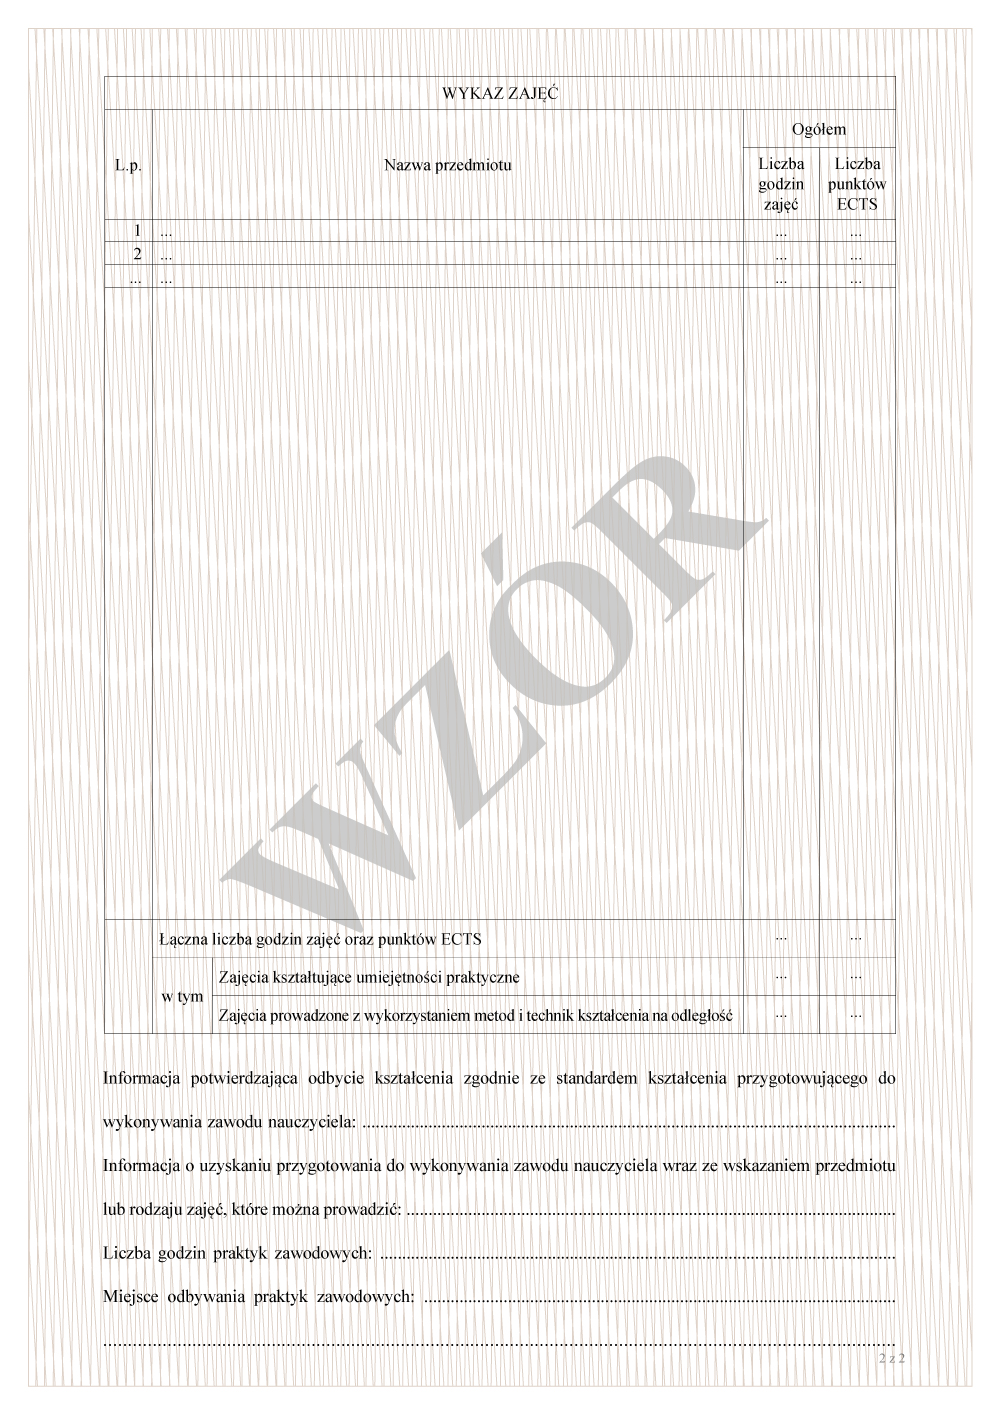 WYKAZ ZAJĘĆ
L.p.
Nazwa przedmiotu
Ogółem
Liczba
godzin
zajęć
Liczba
punktów
ECTS
1 ... ... ...
2 ... ... ...
... ... ... ...
WZÓR
Łączna liczba godzin zajęć oraz punktów ECTS ... ...
w tym
Zajęcia kształtujące umiejętności praktyczne ... ...
Zajęcia prowadzone z wykorzystaniem metod i technik kształcenia na odległość ... ...
Informacja potwierdzająca odbycie kształcenia zgodnie ze standardem kształcenia przygotowującego do
wykonywania zawodu nauczyciela: ........................................................................................................................
Informacja o uzyskaniu przygotowania do wykonywania zawodu nauczyciela wraz ze wskazaniem przedmiotu
lub rodzaju zajęć, które można prowadzić: ..............................................................................................................
Liczba godzin praktyk zawodowych: ....................................................................................................................
Miejsce odbywania praktyk zawodowych: ..........................................................................................................
................................................................................................................................................................................
2 z 2